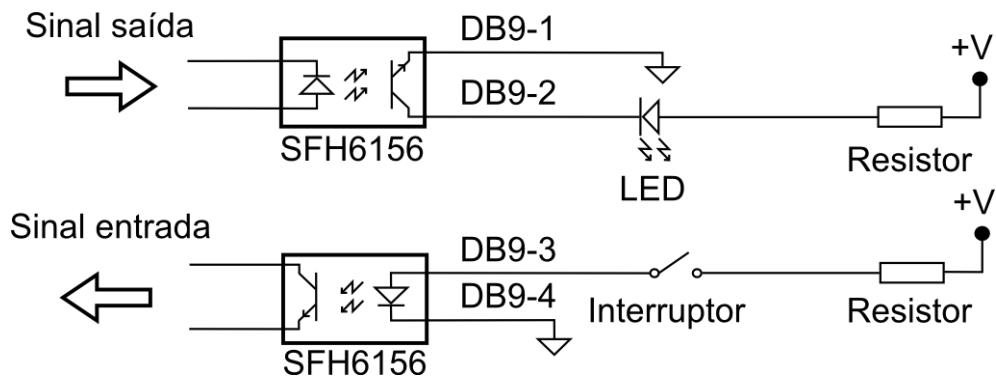 Sinal saída
DB9-1
+V
DB9-2
SFH6156
LED
Resistor
Sinal entrada
DB9-3
+V
DB9-4
Interruptor
Resistor
SFH6156